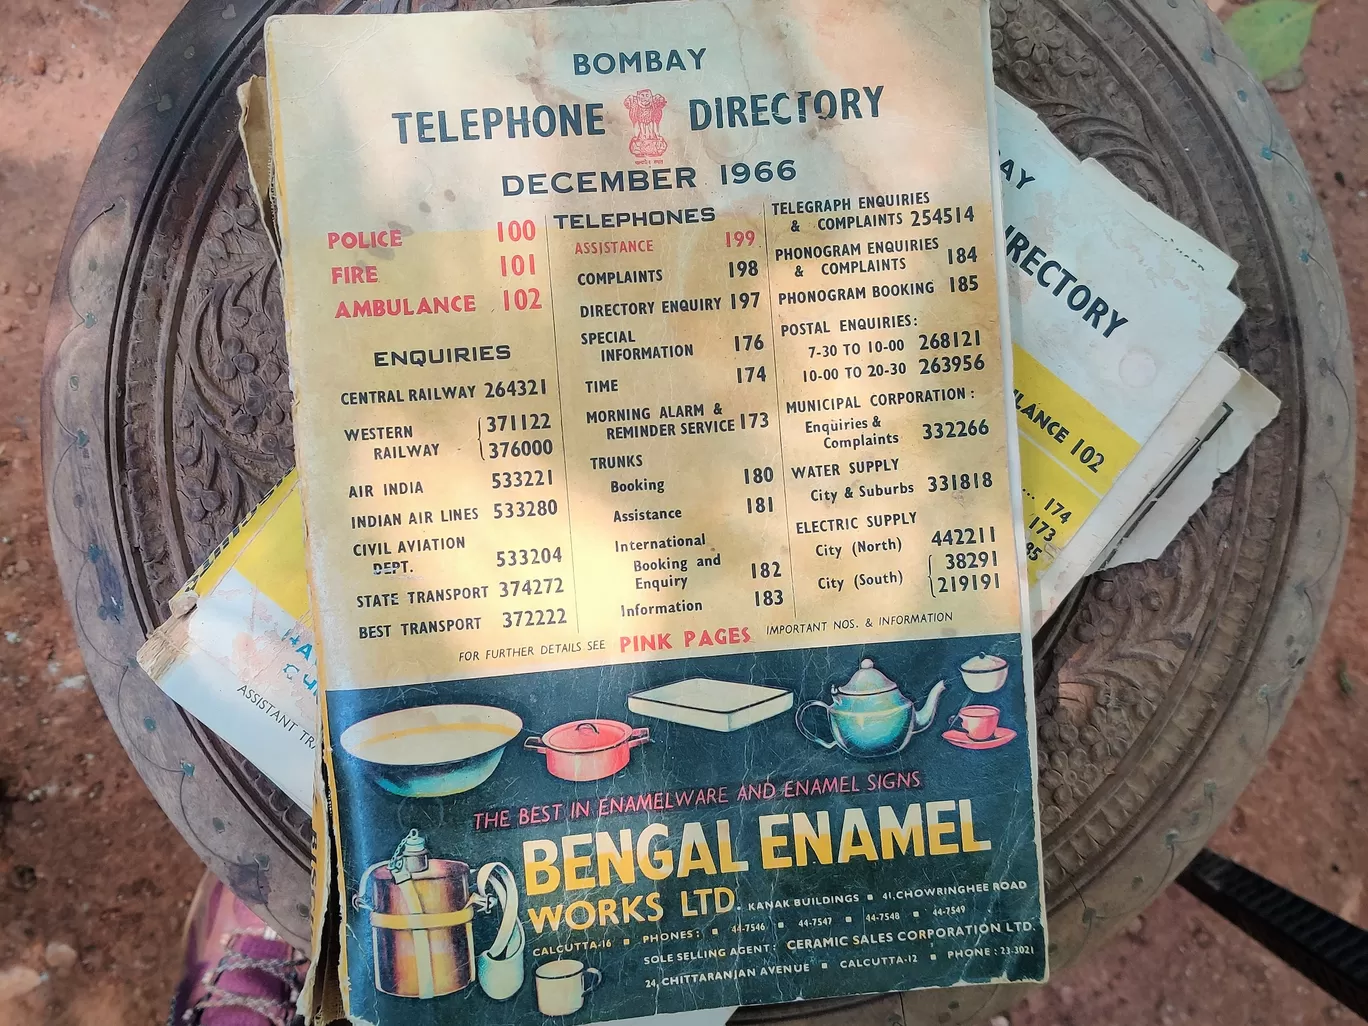 BOMBAY
TELEPHONE DIRECTORY
DECEMBER 1966
POLICE 100
FIRE 101
AMBULANCE 102
ENQUIRIES
CENTRAL RAILWAY 264321
WESTERN 371122
RAILWAY 376000
AIR INDIA 533221
INDIAN AIR LINES 533280
CIVIL AVIATION
DEPT. 533204
STATE TRANSPORT 374272
BEST TRANSPORT 372222
TELEPHONES
ASSISTANCE 199
COMPLAINTS 198
DIRECTORY ENQUIRY 197
SPECIAL
INFORMATION 176
TIME 174
MORNING ALARM &
REMINDER SERVICE 173
TRUNKS
Booking 180
Assistance 181
International
Booking and
Enquiry 182
Information 183
TELEGRAPH ENQUIRIES
& COMPLAINTS 254514
PHONOGRAM ENQUIRIES
& COMPLAINTS 184
PHONOGRAM BOOKING 185
POSTAL ENQUIRIES:
7-30 TO 10-00 268121
10-00 TO 20-30 263956
MUNICIPAL CORPORATION:
Enquiries &
Complaints 332266
WATER SUPPLY
City & Suburbs 331818
ELECTRIC SUPPLY
City (North) 442211
38291
City (South) 219191
FOR FURTHER DETAILS SEE PINK PAGES IMPORTANT NOS. & INFORMATION
THE BEST IN ENAMELWARE AND ENAMEL SIGNS
BENGAL ENAMEL
WORKS LTD. KANAK BUILDINGS ▪ 41, CHOWRINGHEE ROAD
CALCUTTA-16 ▪ PHONES: ▪ 44-7546 ▪ 44-7547 ▪ 44-7548 ▪ 44-7549
SOLE SELLING AGENT: CERAMIC SALES CORPORATION LTD.
24, CHITTARANJAN AVENUE ▪ CALCUTTA-12 ▪ PHONE: 23-3021
AY
IRECTORY
LANCE 102
... 174
173
85
ASSISTANT TRA